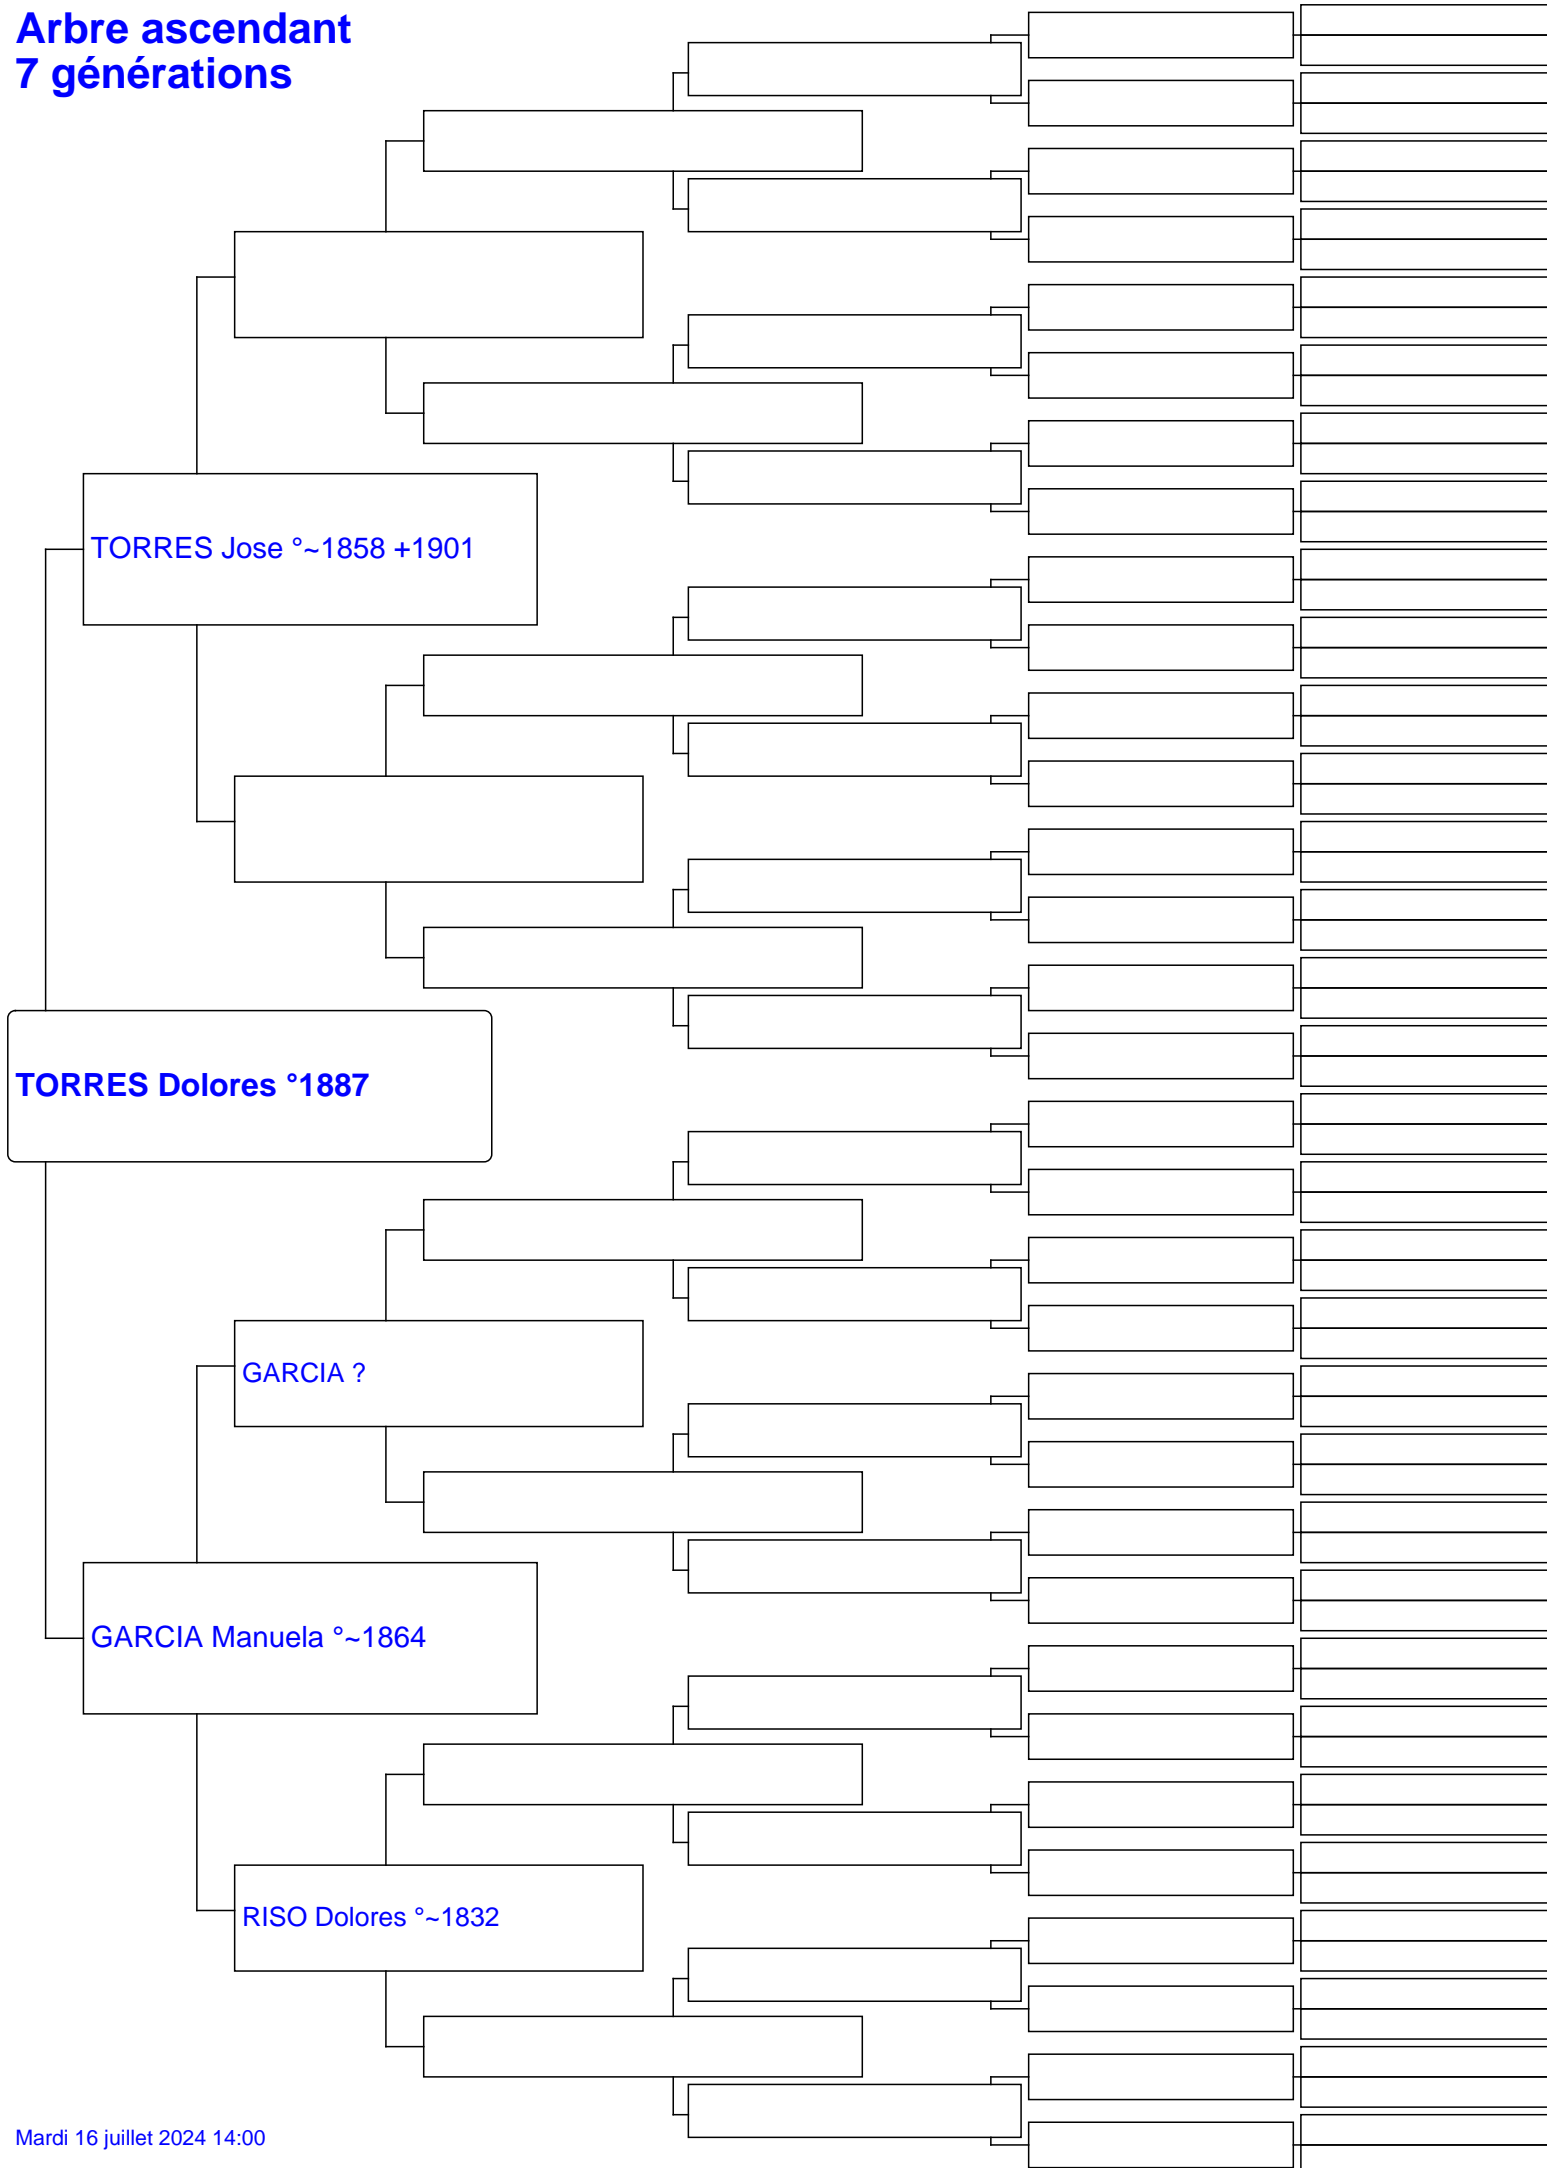 Arbre ascendant
7 générations
TORRES Jose °~1858 +1901
TORRES Dolores °1887
GARCIA ?
GARCIA Manuela °~1864
RISO Dolores °~1832
Mardi 16 juillet 2024 14:00